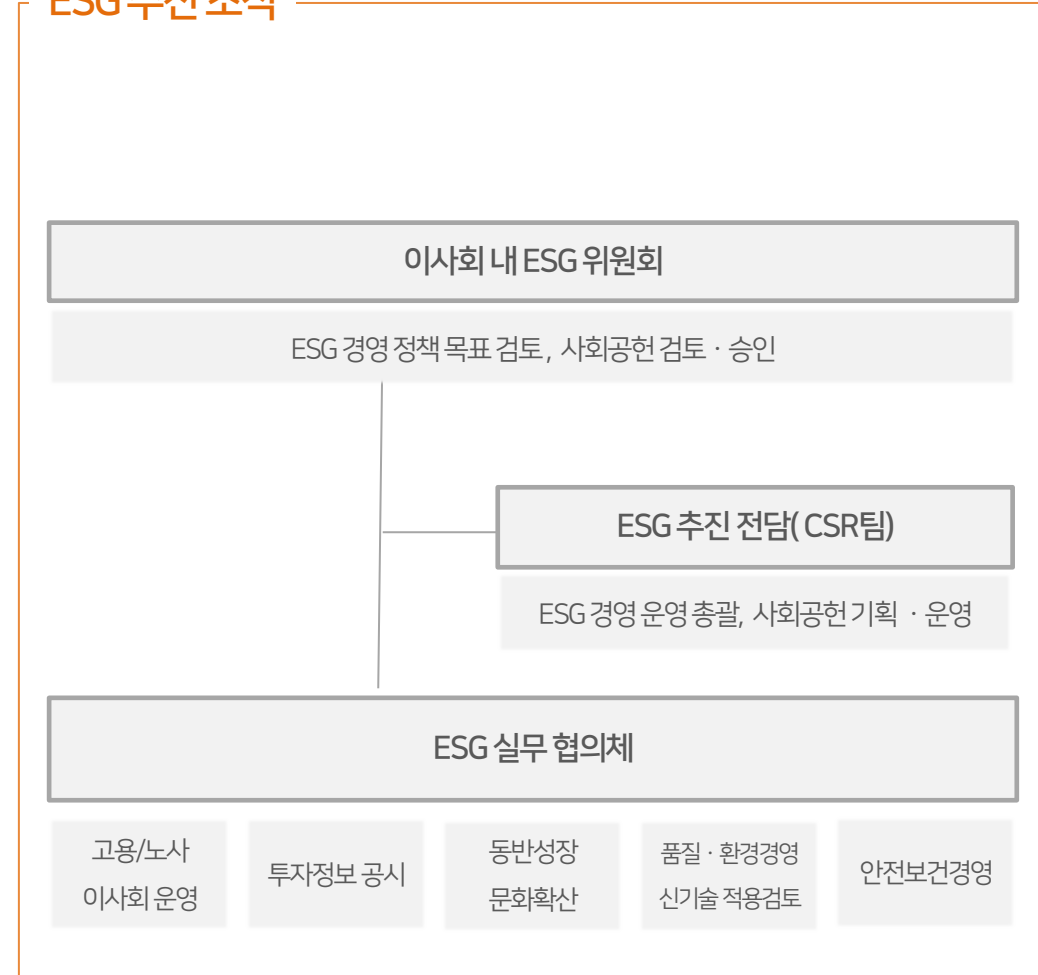 ESG 추진 조직
이사회 내 ESG 위원회
ESG 경영 정책 목표 검토, 사회공헌 검토 · 승인
ESG 추진 전담( CSR팀)
ESG 경영 운영 총괄, 사회공헌 기획 · 운영
ESG 실무 협의체
고용/노사
이사회 운영
투자정보 공시
동반성장
문화확산
품질 · 환경경영
신기술 적용검토
안전보건경영